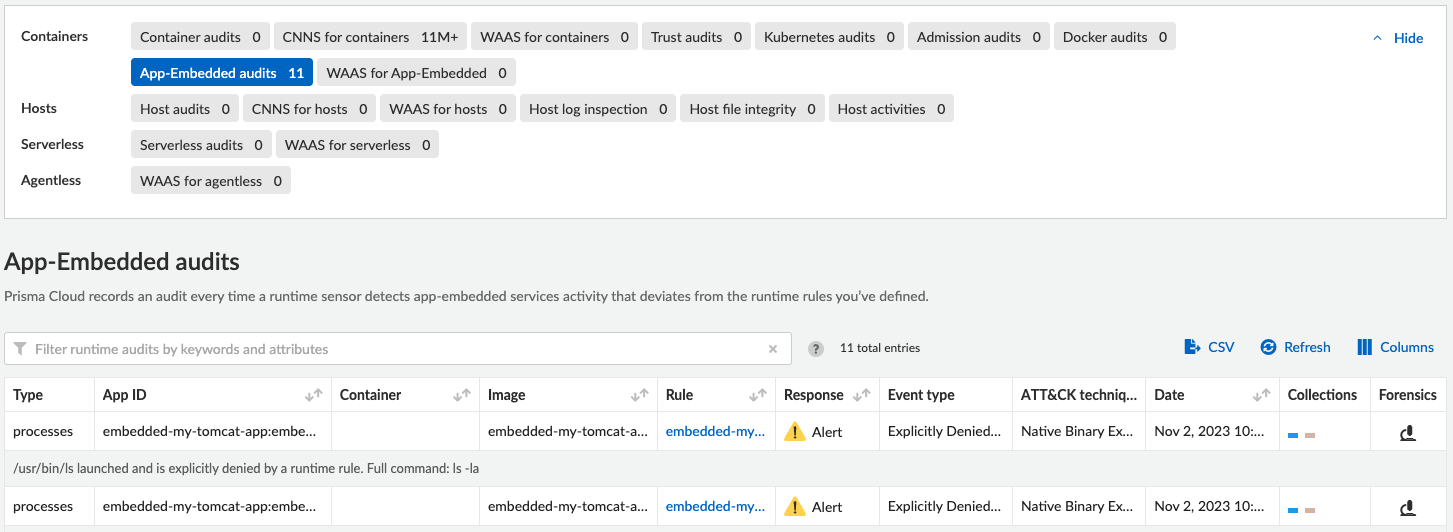 Containers Container audits 0 CNNS for containers 11M+ WAAS for containers 0 Trust audits 0 Kubernetes audits 0 Admission audits 0 Docker audits 0 Hide
App-Embedded audits 11 WAAS for App-Embedded 0
Hosts Host audits 0 CNNS for hosts 0 WAAS for hosts 0 Host log inspection 0 Host file integrity 0 Host activities 0
Serverless Serverless audits 0 WAAS for serverless 0
Agentless WAAS for agentless 0
App-Embedded audits
Prisma Cloud records an audit every time a runtime sensor detects app-embedded services activity that deviates from the runtime rules you've defined.
Filter runtime audits by keywords and attributes ? 11 total entries CSV Refresh Columns
Type App ID Container Image Rule Response Event type ATT&CK techniq... Date Collections Forensics
processes embedded-my-tomcat-app:embe... embedded-my-tomcat-a... embedded-my... Alert Explicitly Denied... Native Binary Ex... Nov 2, 2023 10:...
/usr/bin/ls launched and is explicitly denied by a runtime rule. Full command: ls -la
processes embedded-my-tomcat-app:embe... embedded-my-tomcat-a... embedded-my... Alert Explicitly Denied... Native Binary Ex... Nov 2, 2023 10:...